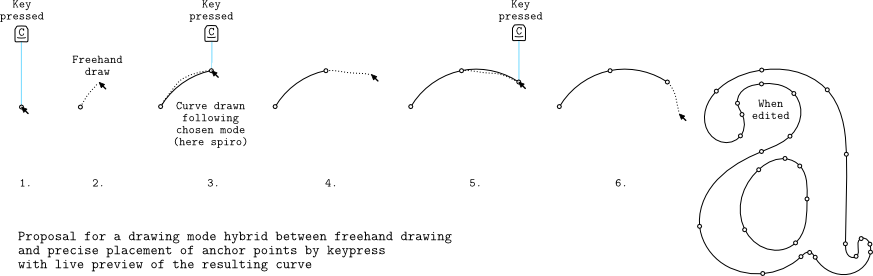 Key
pressed
C
Freehand
draw
Key
pressed
C
Curve drawn
following
chosen mode
(here spiro)
Key
pressed
C
When
edited
1.
2.
3.
4.
5.
6.
Proposal for a drawing mode hybrid between freehand drawing
and precise placement of anchor points by keypress
with live preview of the resulting curve